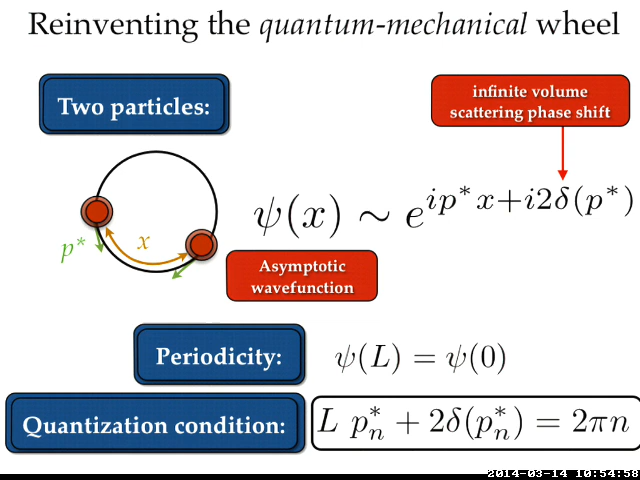 Reinventing the quantum-mechanical wheel
Two particles:
infinite volume
scattering phase shift
ψ(x) ∼ e^{ip*x+i2δ(p*)}
p*
x
Asymptotic
wavefunction
Periodicity:
ψ(L) = ψ(0)
Quantization condition:
L p*_n + 2δ(p*_n) = 2πn
2014-03-14 10:54:58